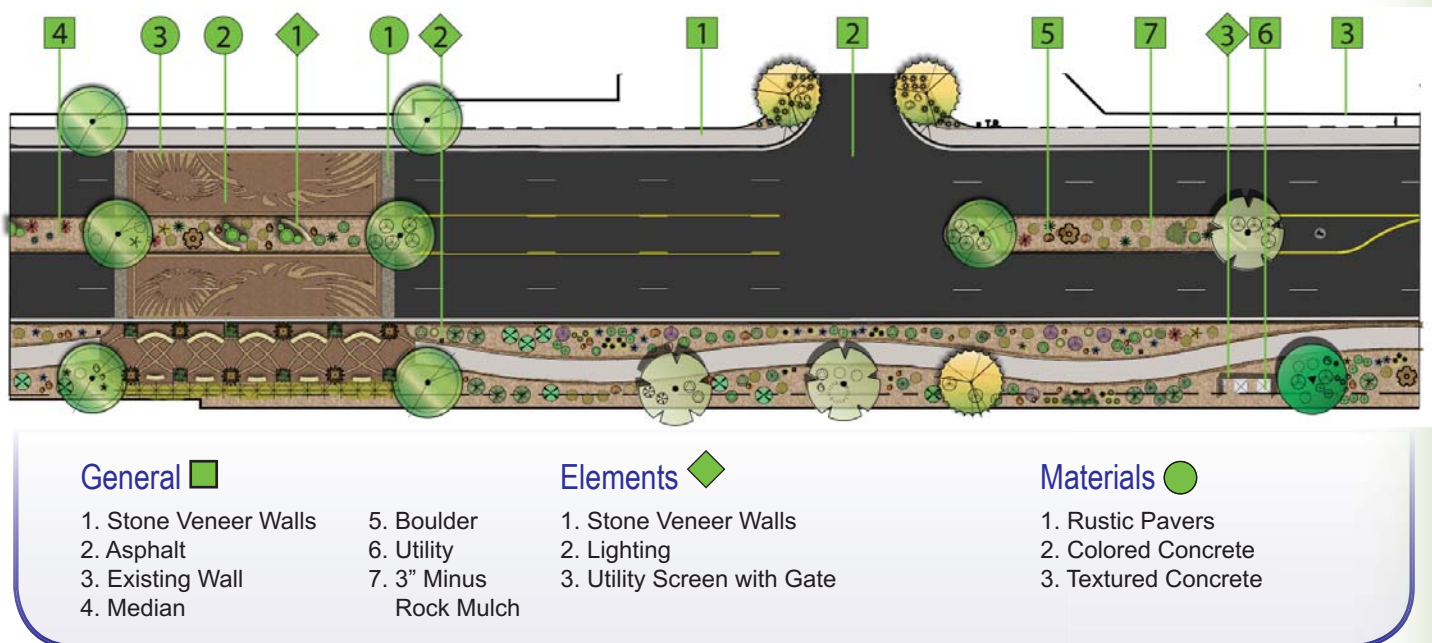 4 3 2 1 1 2 1 2 5 7 3 6 3
T.R.
General
1. Stone Veneer Walls
2. Asphalt
3. Existing Wall
4. Median
5. Boulder
6. Utility
7. 3” Minus
Rock Mulch
Elements
1. Stone Veneer Walls
2. Lighting
3. Utility Screen with Gate
Materials
1. Rustic Pavers
2. Colored Concrete
3. Textured Concrete